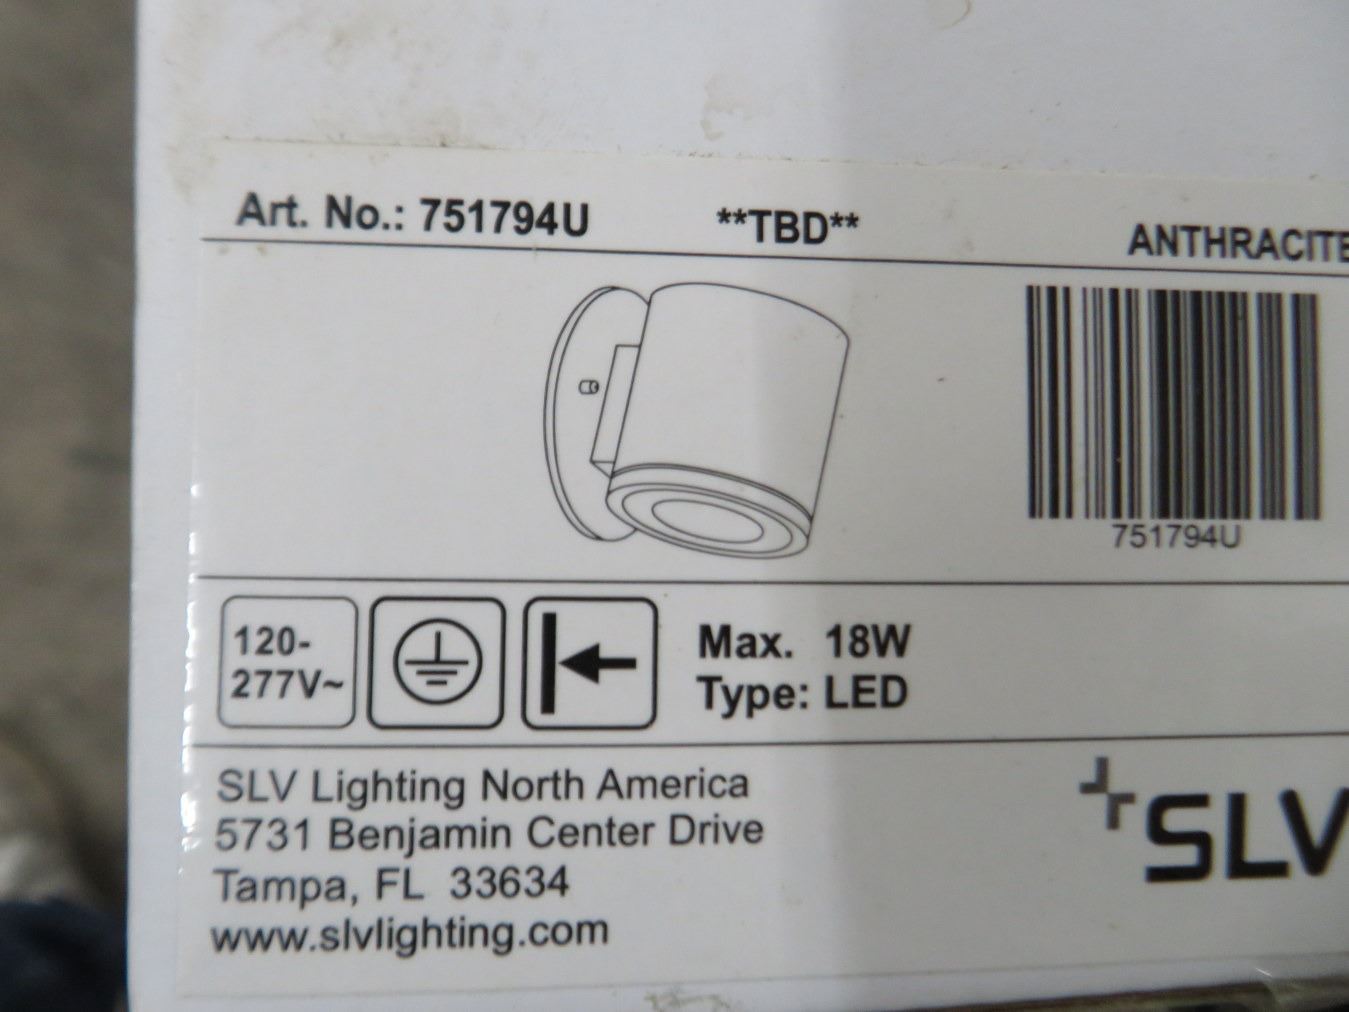 Art. No.: 751794U **TBD** ANTHRACITE
751794U
120-
277V~
Max. 18W
Type: LED
SLV Lighting North America
5731 Benjamin Center Drive
Tampa, FL 33634
www.slvlighting.com
SLV